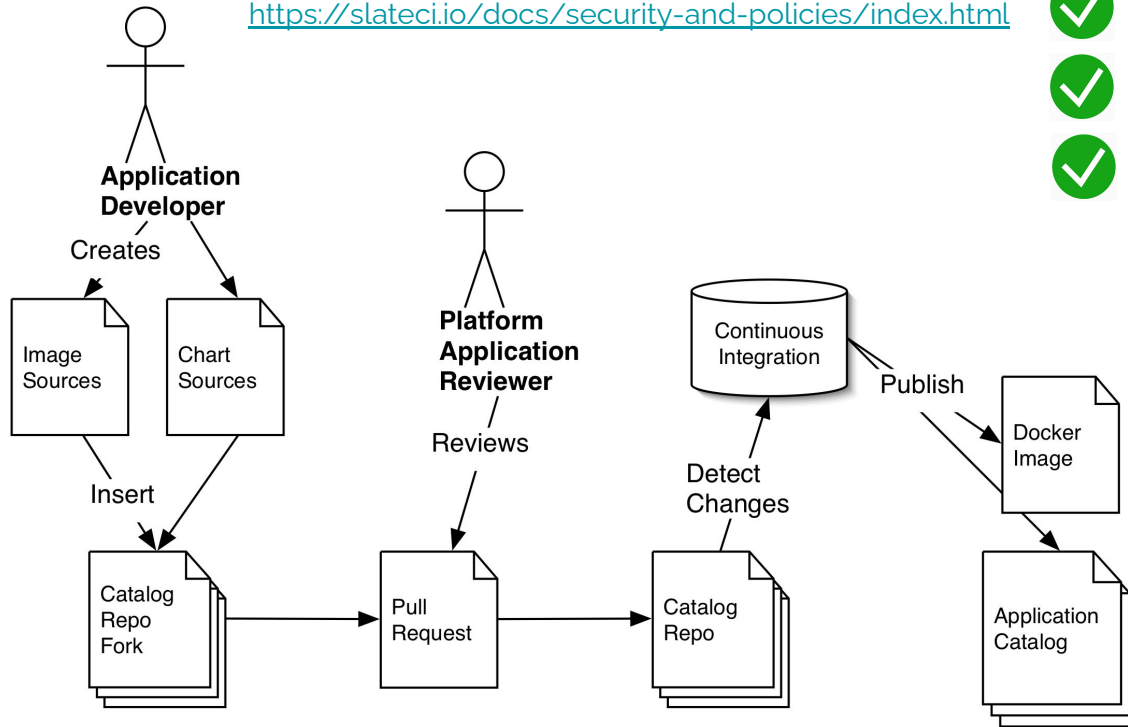 https://slateci.io/docs/security-and-policies/index.html
Application
Developer
Creates
Image
Sources
Chart
Sources
Insert
Catalog
Repo
Fork
Platform
Application
Reviewer
Reviews
Pull
Request
Continuous
Integration
Detect
Changes
Catalog
Repo
Publish
Docker
Image
Application
Catalog